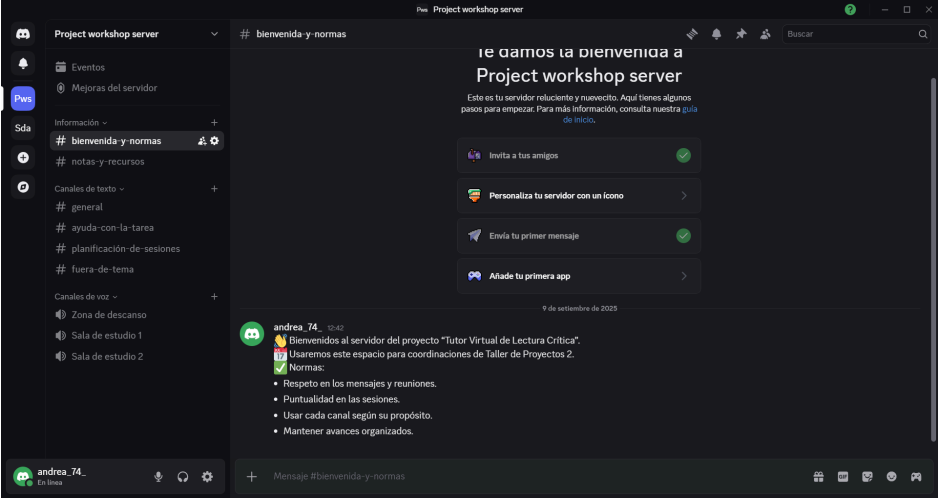 Pws Project workshop server
?
Project workshop server
# bienvenida-y-normas
Buscar
Eventos
Mejoras del servidor
Pws
Sda
Información
# bienvenida-y-normas
# notas-y-recursos
Canales de texto
# general
# ayuda-con-la-tarea
# planificación-de-sesiones
# fuera-de-tema
Canales de voz
Zona de descanso
Sala de estudio 1
Sala de estudio 2
andrea_74_
En línea
Te damos la bienvenida a
Project workshop server
Este es tu servidor reluciente y nuevecito. Aquí tienes algunos
pasos para empezar. Para más información, consulta nuestra guía
de inicio.
Invita a tus amigos
Personaliza tu servidor con un ícono
Envía tu primer mensaje
Añade tu primera app
9 de setiembre de 2025
andrea_74_ 12:42
👋 Bienvenidos al servidor del proyecto “Tutor Virtual de Lectura Crítica”.
📅 Usaremos este espacio para coordinaciones de Taller de Proyectos 2.
✅ Normas:
• Respeto en los mensajes y reuniones.
• Puntualidad en las sesiones.
• Usar cada canal según su propósito.
• Mantener avances organizados.
Mensaje #bienvenida-y-normas
GIF